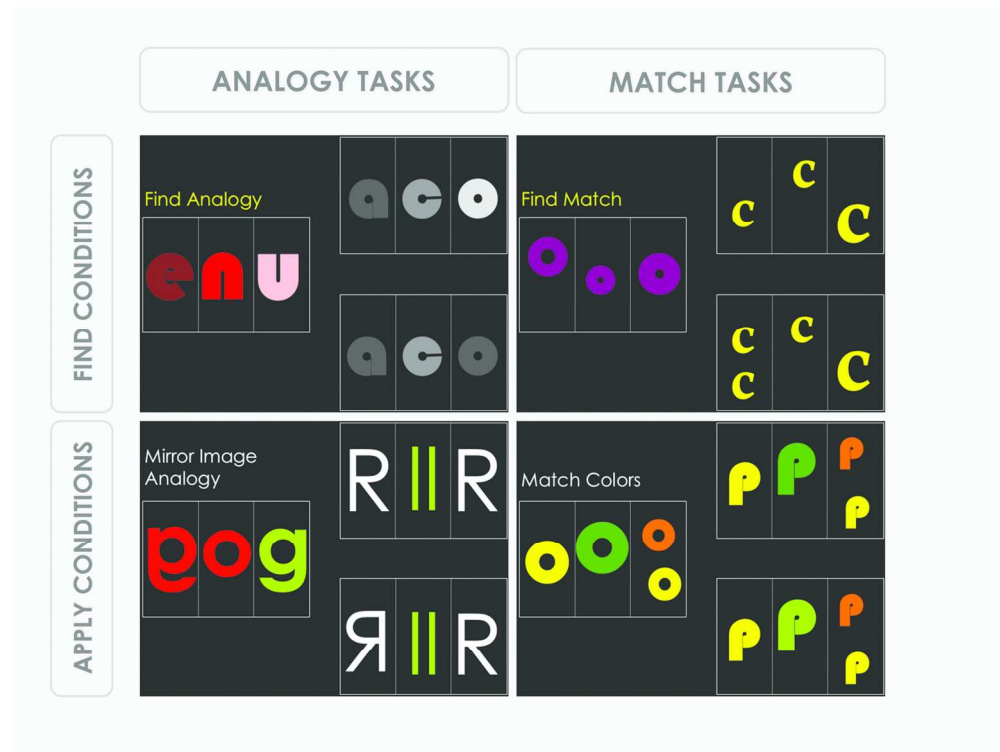 ANALOGY TASKS
MATCH TASKS
FIND CONDITIONS
Find Analogy
e n u
a c o
a c o
Find Match
o o o
c c c
c c c c
APPLY CONDITIONS
Mirror Image
Analogy
g o g
R || R
Я || R
Match Colors
o o o o
p p p p
p p p p